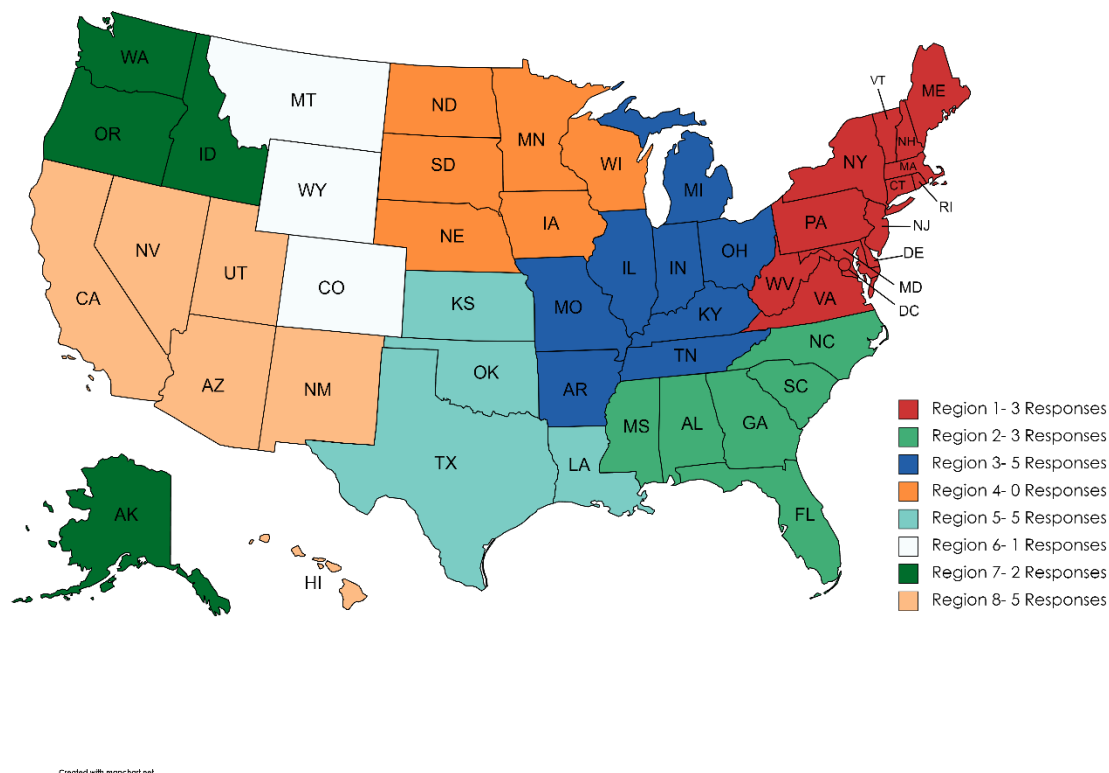 WA
OR
ID
MT
WY
CO
ND
SD
NE
MN
IA
WI
CA
NV
UT
AZ
NM
KS
OK
TX
LA
MO
AR
IL
IN
MI
OH
KY
TN
MS
AL
GA
FL
SC
NC
VA
WV
PA
NY
VT
NH
ME
MA
CT
RI
NJ
DE
MD
DC
AK
HI
Region 1- 3 Responses
Region 2- 3 Responses
Region 3- 5 Responses
Region 4- 0 Responses
Region 5- 5 Responses
Region 6- 1 Responses
Region 7- 2 Responses
Region 8- 5 Responses
Created with mapchart.net